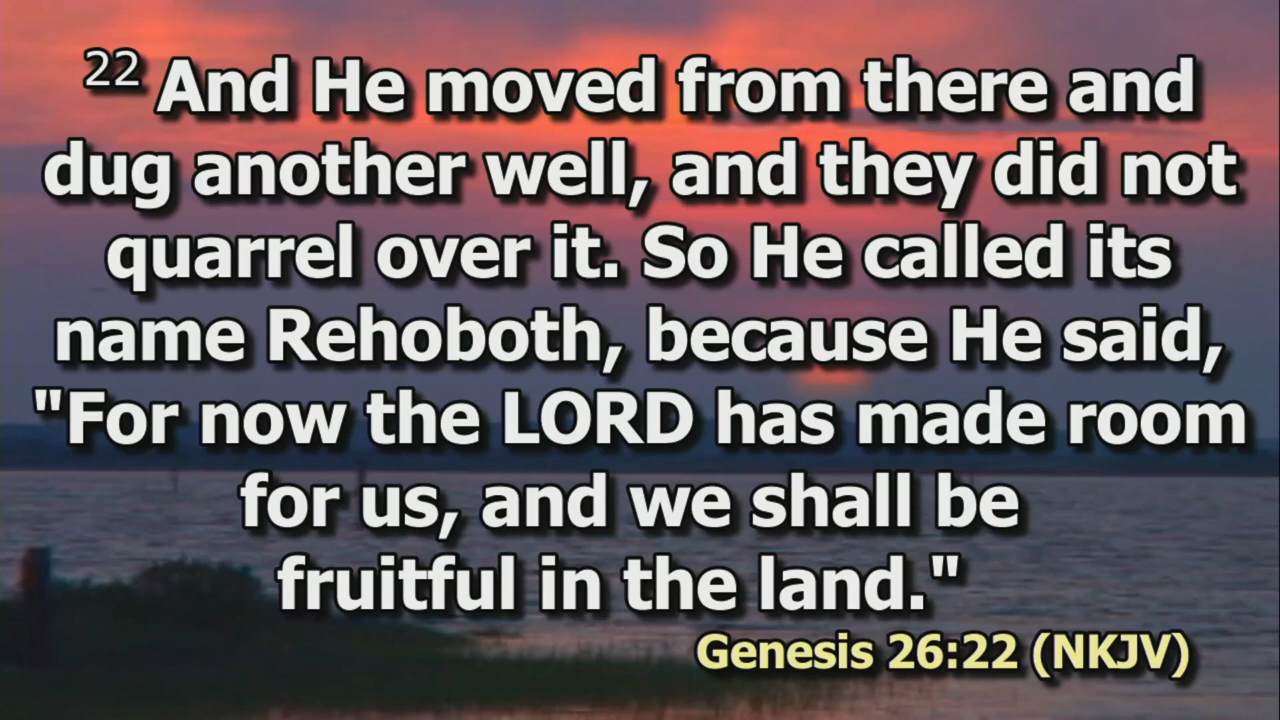 22 And He moved from there and
dug another well, and they did not
quarrel over it. So He called its
name Rehoboth, because He said,
"For now the LORD has made room
for us, and we shall be
fruitful in the land."
Genesis 26:22 (NKJV)